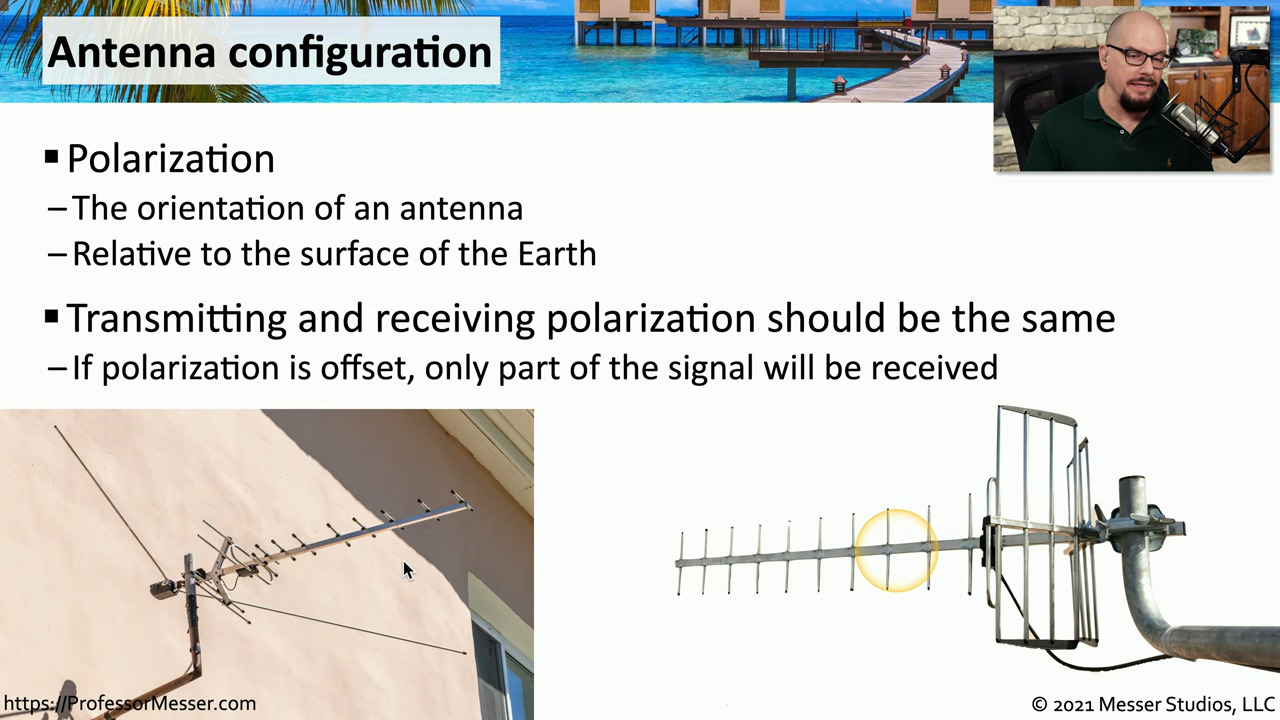 Antenna configuration
▪ Polarization
– The orientation of an antenna
– Relative to the surface of the Earth
▪ Transmitting and receiving polarization should be the same
– If polarization is offset, only part of the signal will be received
https://ProfessorMesser.com
© 2021 Messer Studios, LLC